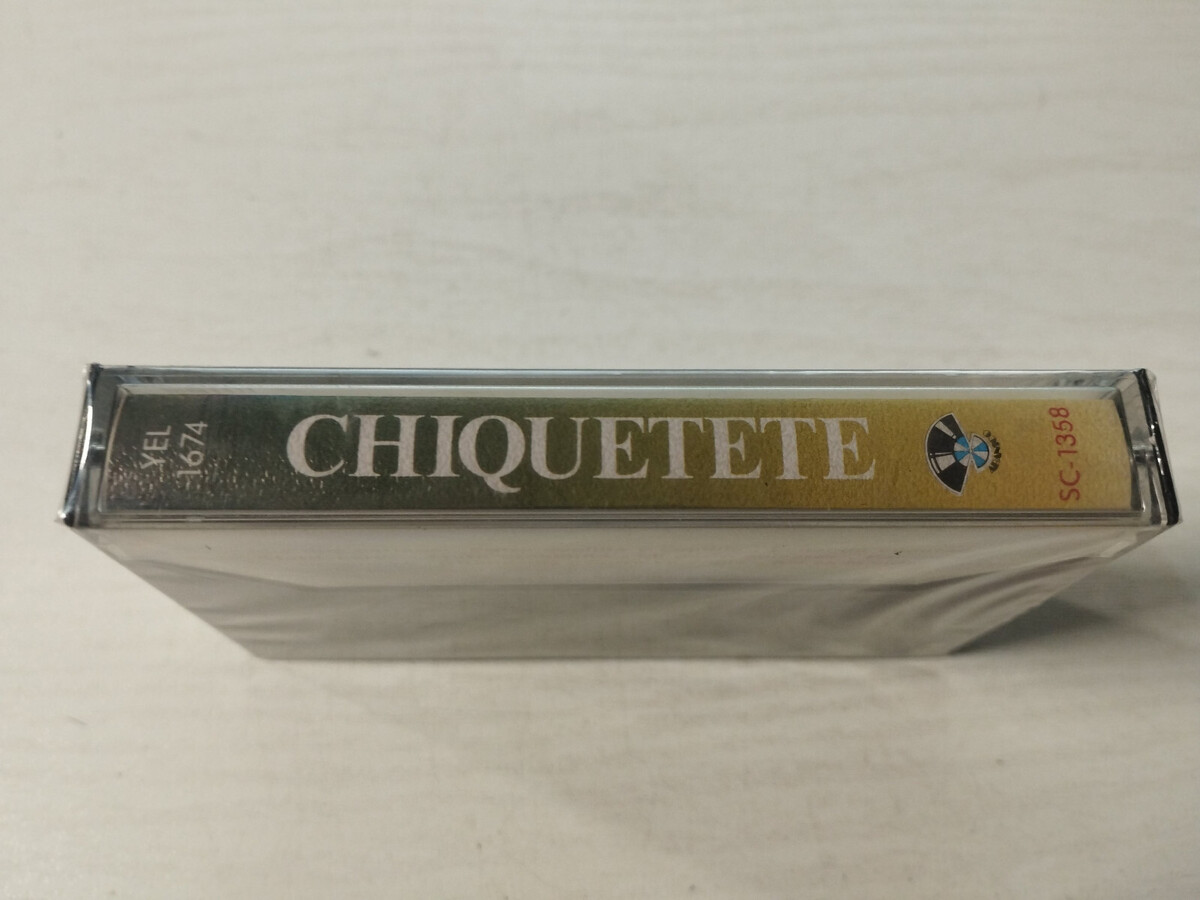 YEL
1674
CHIQUETETE
SC-1358